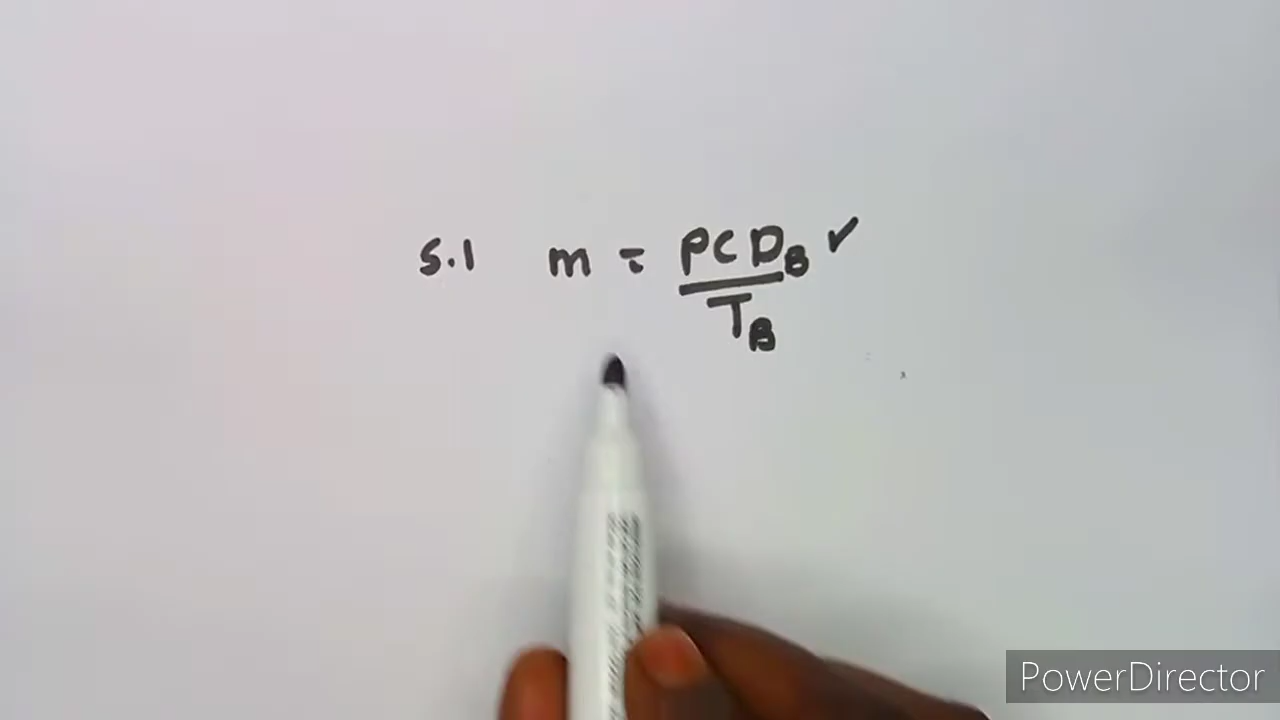 5.1 m = PCD_B ✓
T_B
PowerDirector